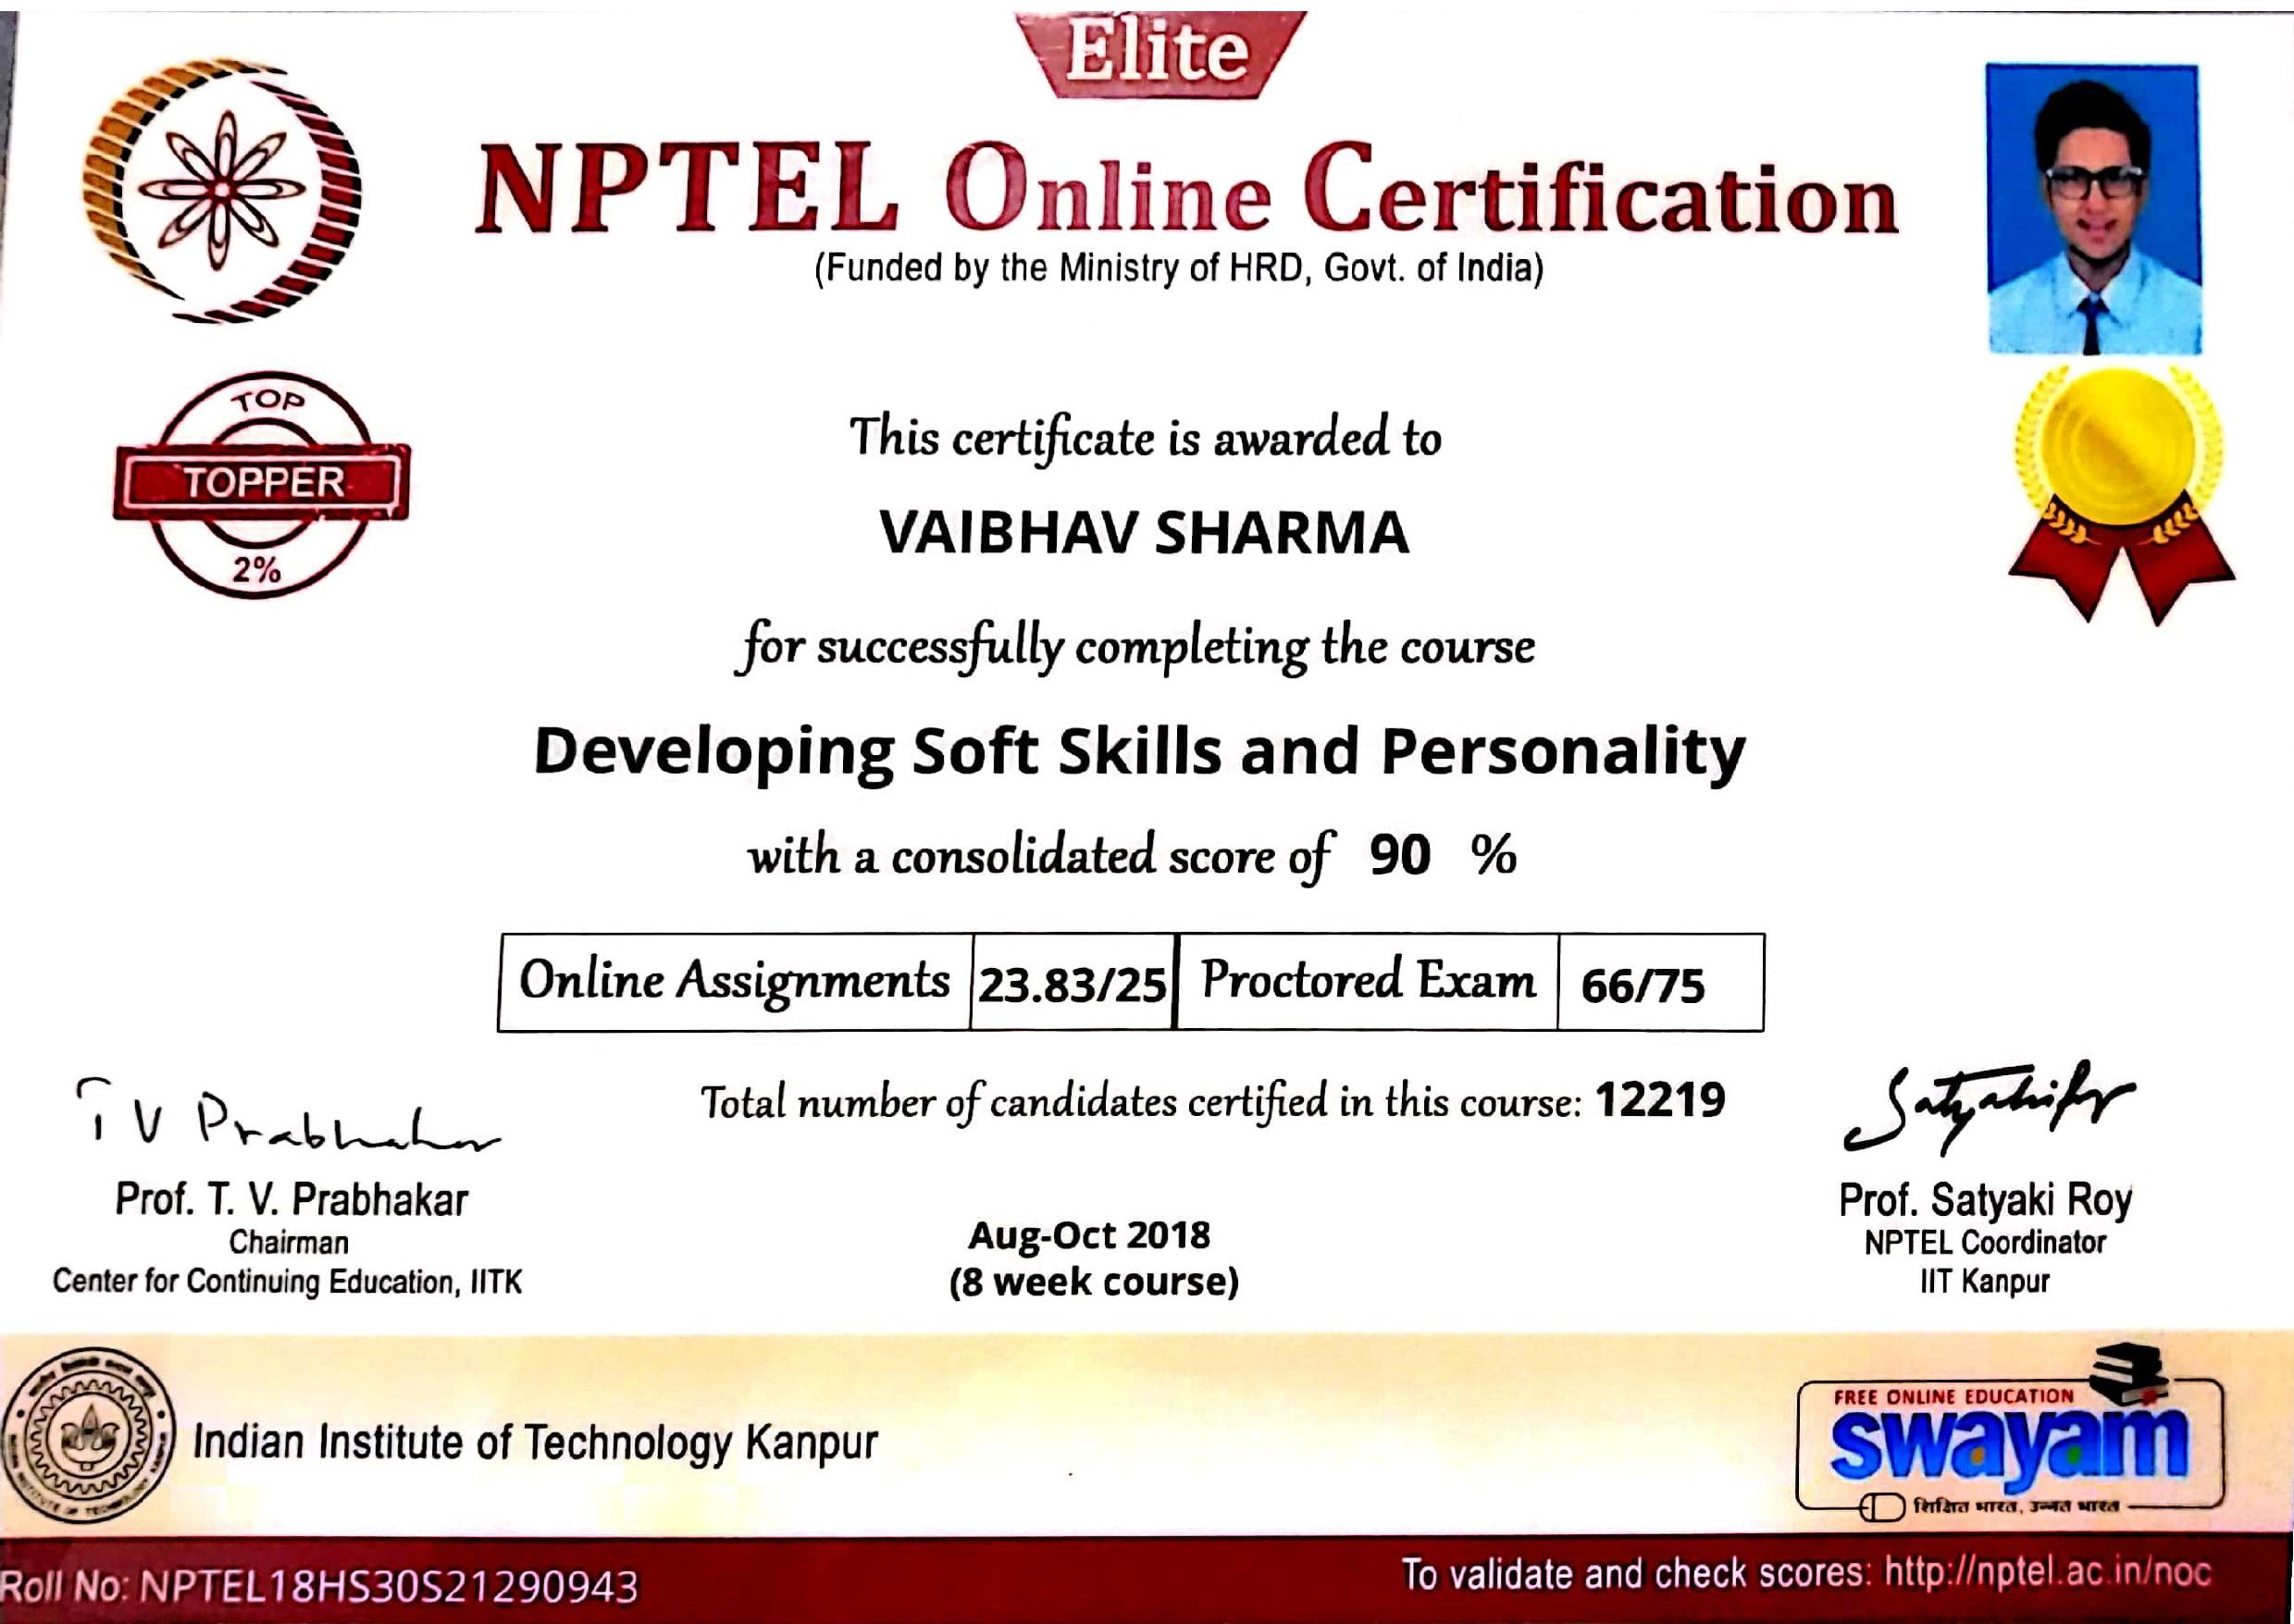 Elite
NPTEL Online Certification
(Funded by the Ministry of HRD, Govt. of India)
TOP
TOPPER
2%
This certificate is awarded to
VAIBHAV SHARMA
for successfully completing the course
Developing Soft Skills and Personality
with a consolidated score of 90 %
Online Assignments 23.83/25 Proctored Exam 66/75
Total number of candidates certified in this course: 12219
T V Prabhakar
Prof. T. V. Prabhakar
Chairman
Center for Continuing Education, IITK
Aug-Oct 2018
(8 week course)
Prof. Satyaki Roy
NPTEL Coordinator
IIT Kanpur
Indian Institute of Technology Kanpur
FREE ONLINE EDUCATION
swayam
शिक्षित भारत, उन्नत भारत
Roll No: NPTEL18HS30S21290943
To validate and check scores: http://nptel.ac.in/noc